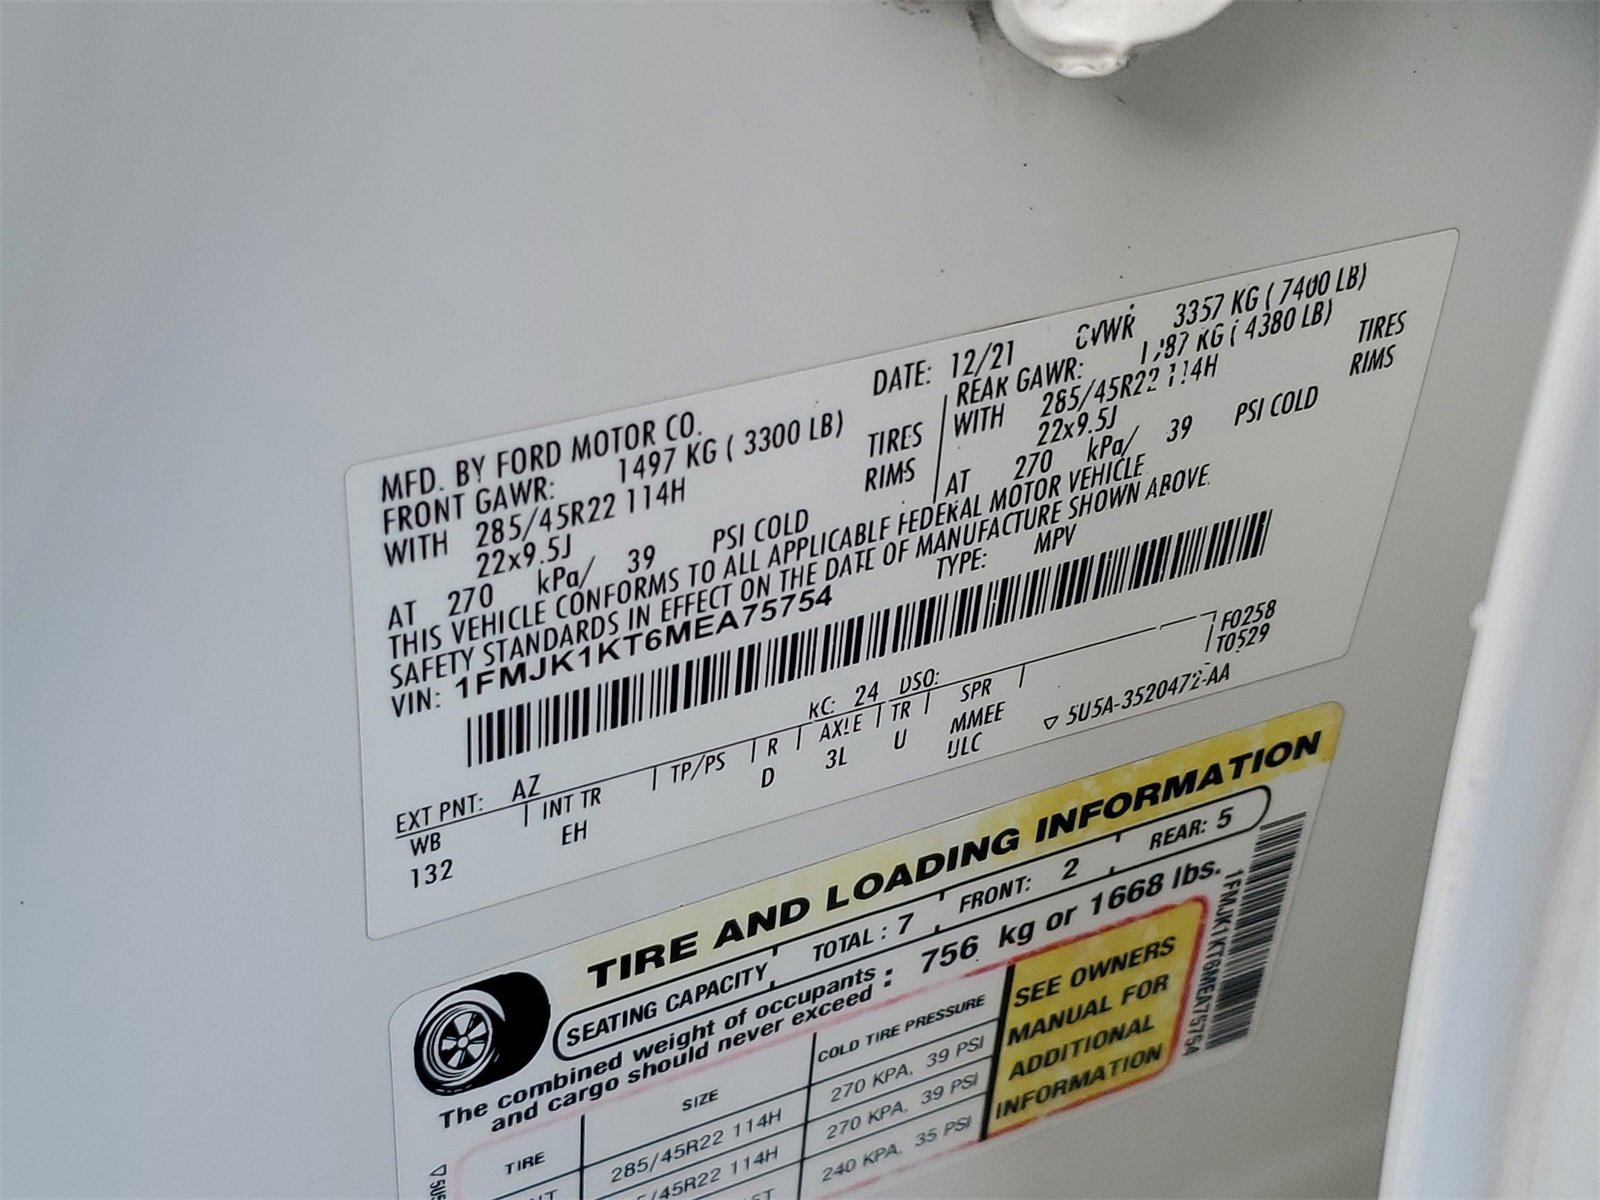 MFD. BY FORD MOTOR CO.
DATE: 12/21
GVWR 3357 KG ( 7400 LB)
FRONT GAWR: 1497 KG ( 3300 LB)
WITH 285/45R22 114H TIRES
22x9.5J RIMS
AT 270 kPa/ 39 PSI COLD
REAR GAWR: 1987 KG ( 4380 LB)
WITH 285/45R22 114H TIRES
22x9.5J RIMS
AT 270 kPa/ 39 PSI COLD
THIS VEHICLE CONFORMS TO ALL APPLICABLE FEDERAL MOTOR VEHICLE
SAFETY STANDARDS IN EFFECT ON THE DATE OF MANUFACTURE SHOWN ABOVE.
VIN: 1FMJK1KT6MEA75754
TYPE: MPV
F0258
T0529
EXT PNT: AZ KC: 24 DSO:
WB INT TR TP/PS R AXLE TR SPR
132 EH D 3L U MMEE
ULC
5U5A-3520472-AA
TIRE AND LOADING INFORMATION
SEATING CAPACITY TOTAL : 7 FRONT: 2 REAR: 5
The combined weight of occupants
and cargo should never exceed : 756 kg or 1668 lbs.
TIRE SIZE COLD TIRE PRESSURE
285/45R22 114H 270 KPA, 39 PSI
/45R22 114H 270 KPA, 39 PSI
240 KPA, 35 PSI
SEE OWNERS
MANUAL FOR
ADDITIONAL
INFORMATION
1FMJK1KT6MEA75754